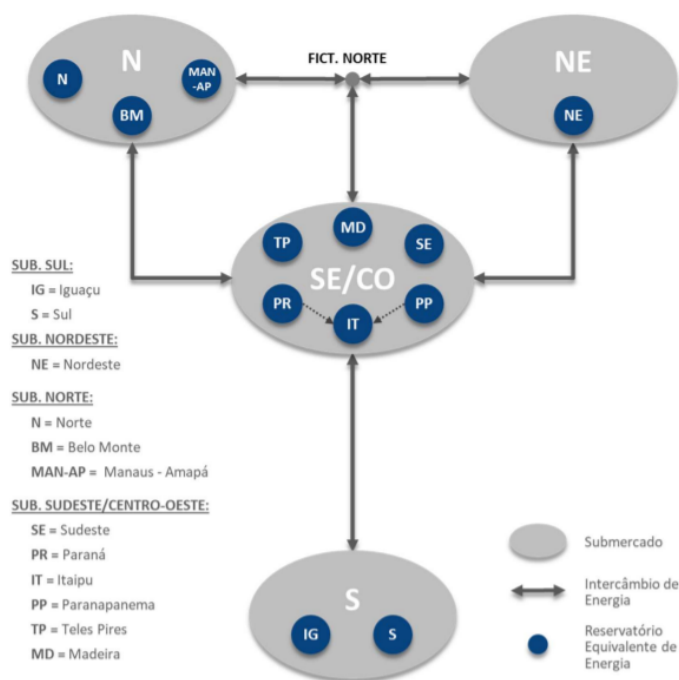 N
FICT. NORTE
NE
N
MAN
-AP
BM
NE
MD
TP
SE
SE/CO
PR
PP
IT
SUB. SUL:
IG = Iguaçu
S = Sul
SUB. NORDESTE:
NE = Nordeste
SUB. NORTE:
N = Norte
BM = Belo Monte
MAN-AP = Manaus - Amapá
SUB. SUDESTE/CENTRO-OESTE:
SE = Sudeste
PR = Paraná
IT = Itaipu
PP = Paranapanema
TP = Teles Pires
MD = Madeira
S
IG
S
Submercado
Intercâmbio de
Energia
Reservatório
Equivalente de
Energia